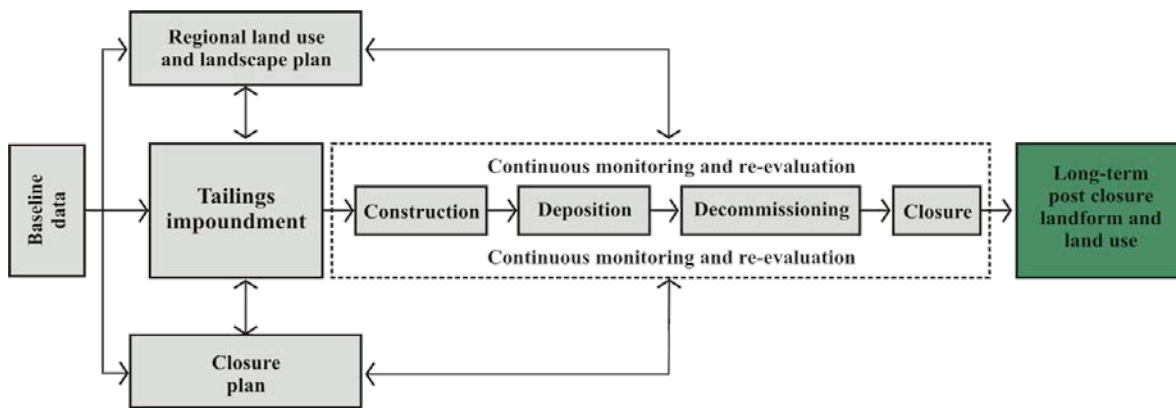 Regional land use
and landscape plan
Baseline
data
Tailings
impoundment
Continuous monitoring and re-evaluation
Construction
Deposition
Decommissioning
Closure
Continuous monitoring and re-evaluation
Long-term
post closure
landform and
land use
Closure
plan